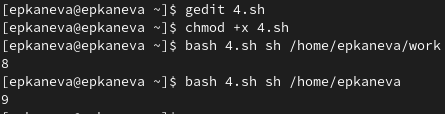 [epkaneva@epkaneva ~]$ gedit 4.sh
[epkaneva@epkaneva ~]$ chmod +x 4.sh
[epkaneva@epkaneva ~]$ bash 4.sh sh /home/epkaneva/work
8
[epkaneva@epkaneva ~]$ bash 4.sh sh /home/epkaneva
9